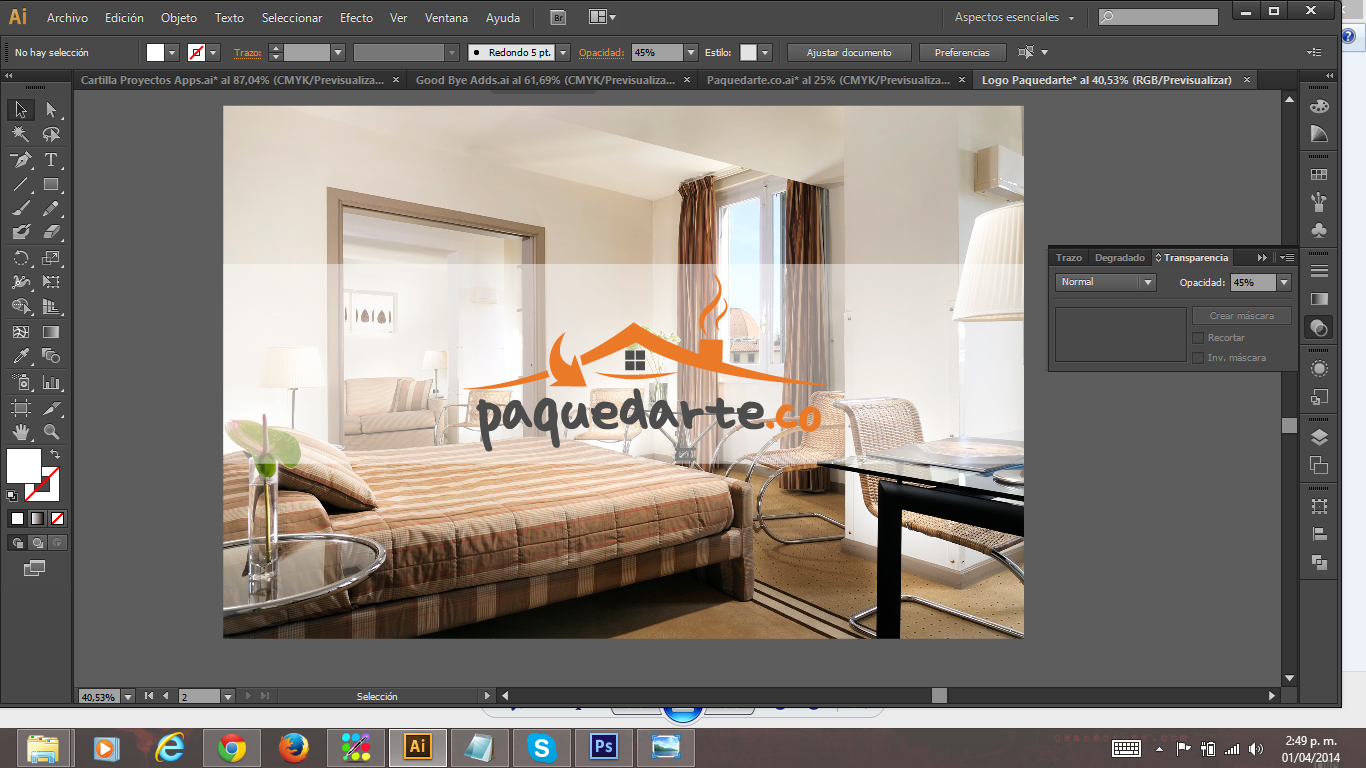 Ai Archivo Edición Objeto Texto Seleccionar Efecto Ver Ventana Ayuda Br Aspectos esenciales
No hay selección Trazo: Redondo 5 pt. Opacidad: 45% Estilo: Ajustar documento Preferencias
Cartilla Proyectos Apps.ai* al 87,04% (CMYK/Previsualiza... Good Bye Adds.ai al 61,69% (CMYK/Previsualiza... Paquedarte.co.ai* al 25% (CMYK/Previsualiza... Logo Paquedarte* al 40,53% (RGB/Previsualizar)
Trazo Degradado Transparencia
Normal Opacidad: 45%
Crear máscara
Recortar
Inv. máscara
paquedarte.co
40,53% 2 Selección
Ai Ps
2:49 p. m.
01/04/2014